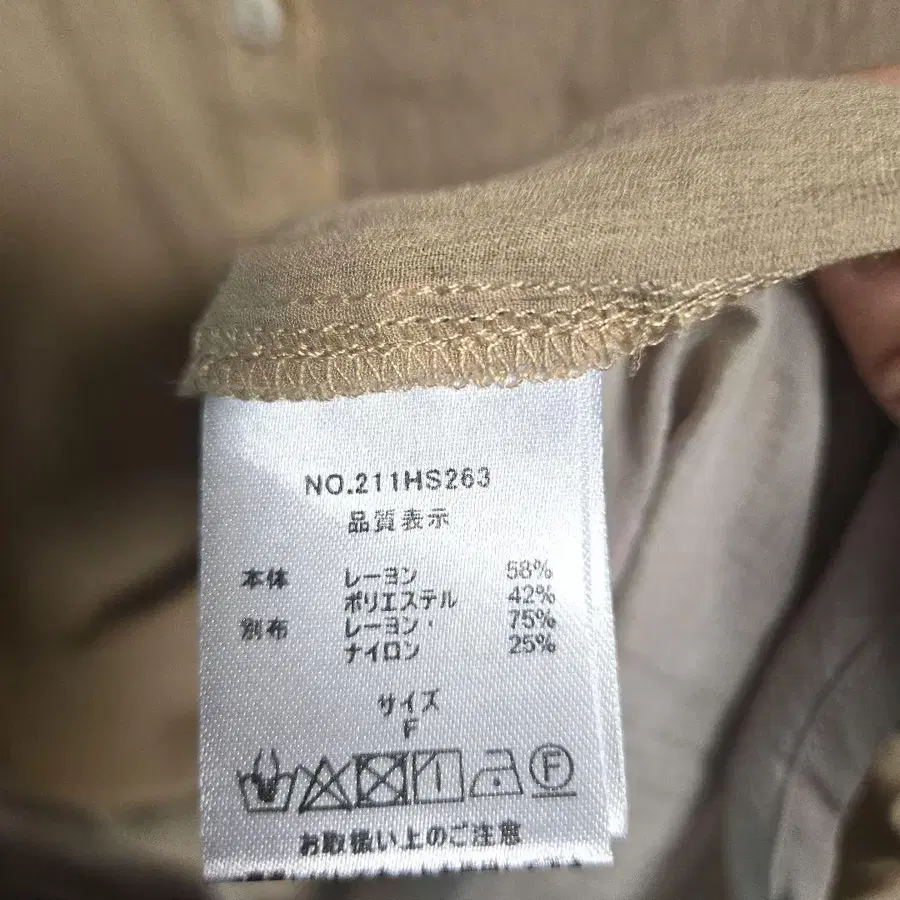 NO.211HS263
品質表示
本体 レーヨン 58%
ポリエステル 42%
別布 レーヨン 75%
ナイロン 25%
サイズ
F
F
お取扱い上のご注意